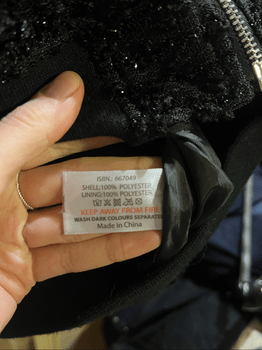 ISBN.: 667049
SHELL:100% POLYESTER
LINING:100% POLYESTER
KEEP AWAY FROM FIRE
WASH DARK COLOURS SEPARATELY
Made In China